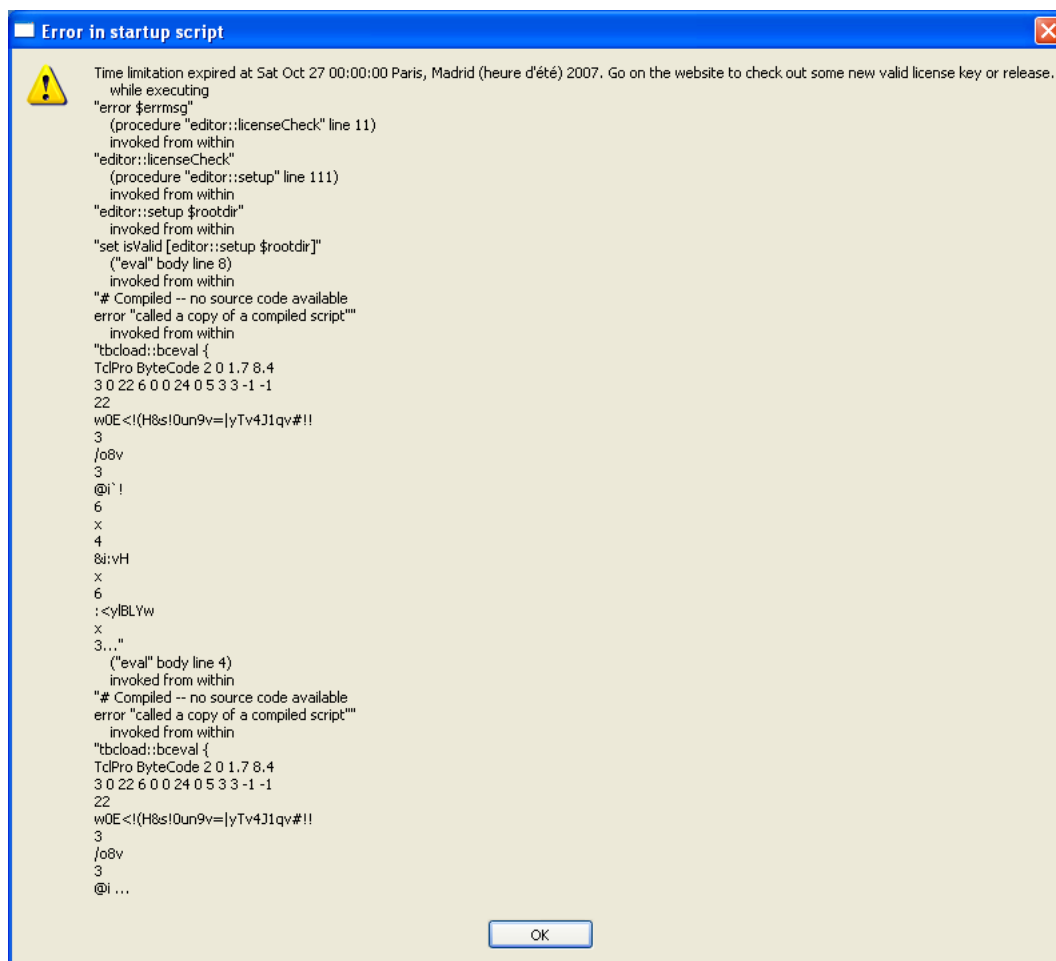 Error in startup script
Time limitation expired at Sat Oct 27 00:00:00 Paris, Madrid (heure d'été) 2007. Go on the website to check out some new valid license key or release.
while executing
"error $errmsg"
(procedure "editor::licenseCheck" line 11)
invoked from within
"editor::licenseCheck"
(procedure "editor::setup" line 111)
invoked from within
"editor::setup $rootdir"
invoked from within
"set isValid [editor::setup $rootdir]"
("eval" body line 8)
invoked from within
"# Compiled -- no source code available
error "called a copy of a compiled script""
invoked from within
"tbcload::bceval {
TclPro ByteCode 2 0 1.7 8.4
3 0 22 6 0 0 24 0 5 3 3 -1 -1
22
w0E<!(H&s!0un9v=|yTv4J1qv#!!
3
/o8v
3
@i`!
6
x
4
&i:vH
x
6
:<ylBLYw
x
3..."
("eval" body line 4)
invoked from within
"# Compiled -- no source code available
error "called a copy of a compiled script""
invoked from within
"tbcload::bceval {
TclPro ByteCode 2 0 1.7 8.4
3 0 22 6 0 0 24 0 5 3 3 -1 -1
22
w0E<!(H&s!0un9v=|yTv4J1qv#!!
3
/o8v
3
@i ...
OK